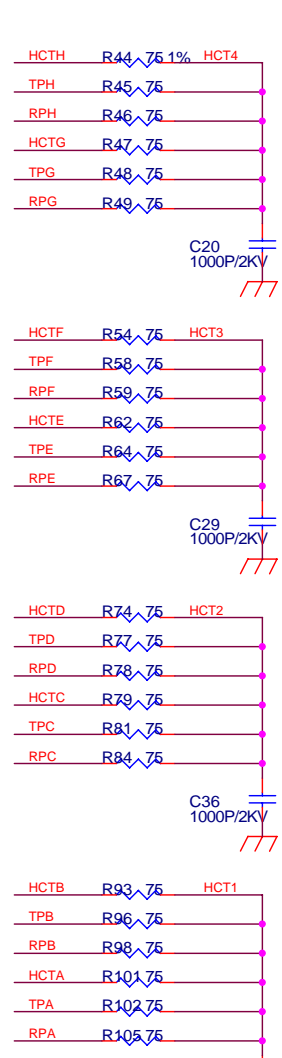 HCTH R44 75 1% HCT4
TPH R45 75
RPH R46 75
HCTG R47 75
TPG R48 75
RPG R49 75
C20
1000P/2KV
HCTF R54 75 HCT3
TPF R58 75
RPF R59 75
HCTE R62 75
TPE R64 75
RPE R67 75
C29
1000P/2KV
HCTD R74 75 HCT2
TPD R77 75
RPD R78 75
HCTC R79 75
TPC R81 75
RPC R84 75
C36
1000P/2KV
HCTB R93 75 HCT1
TPB R96 75
RPB R98 75
HCTA R101 75
TPA R102 75
RPA R105 75